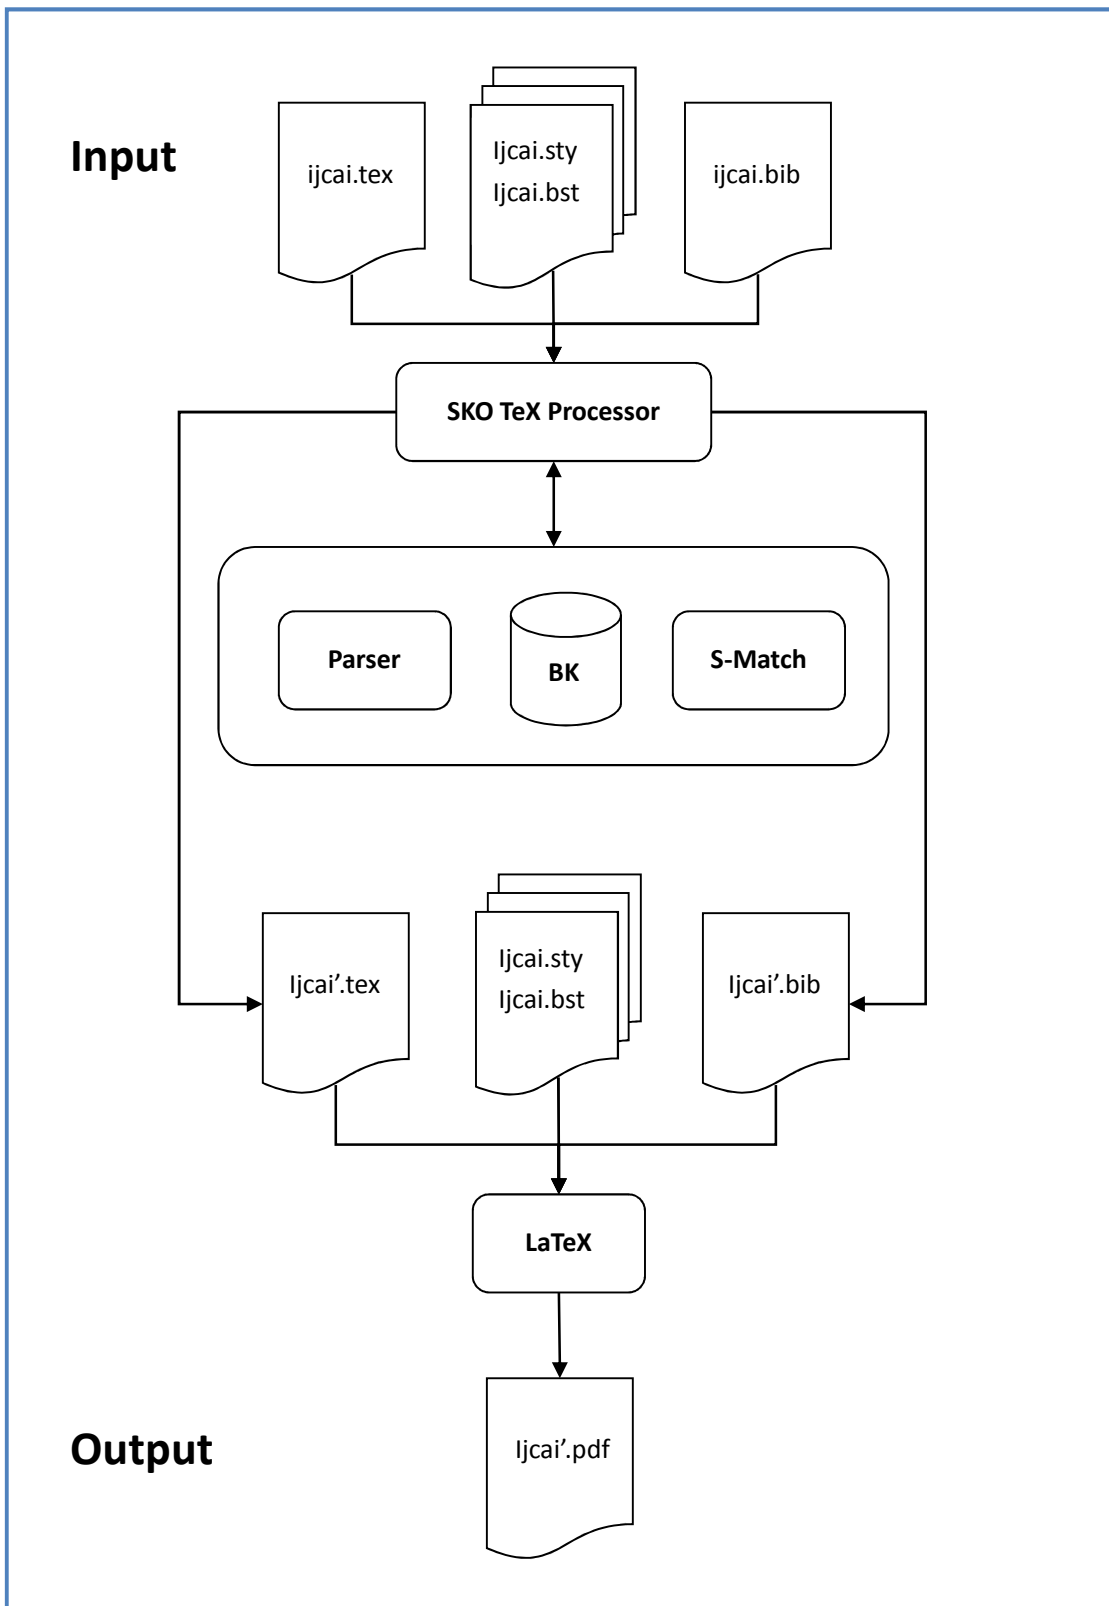 Input
ijcai.tex
Ijcai.sty
Ijcai.bst
ijcai.bib
SKO TeX Processor
Parser
BK
S-Match
Ijcai’.tex
Ijcai.sty
Ijcai.bst
Ijcai’.bib
LaTeX
Output
Ijcai’.pdf